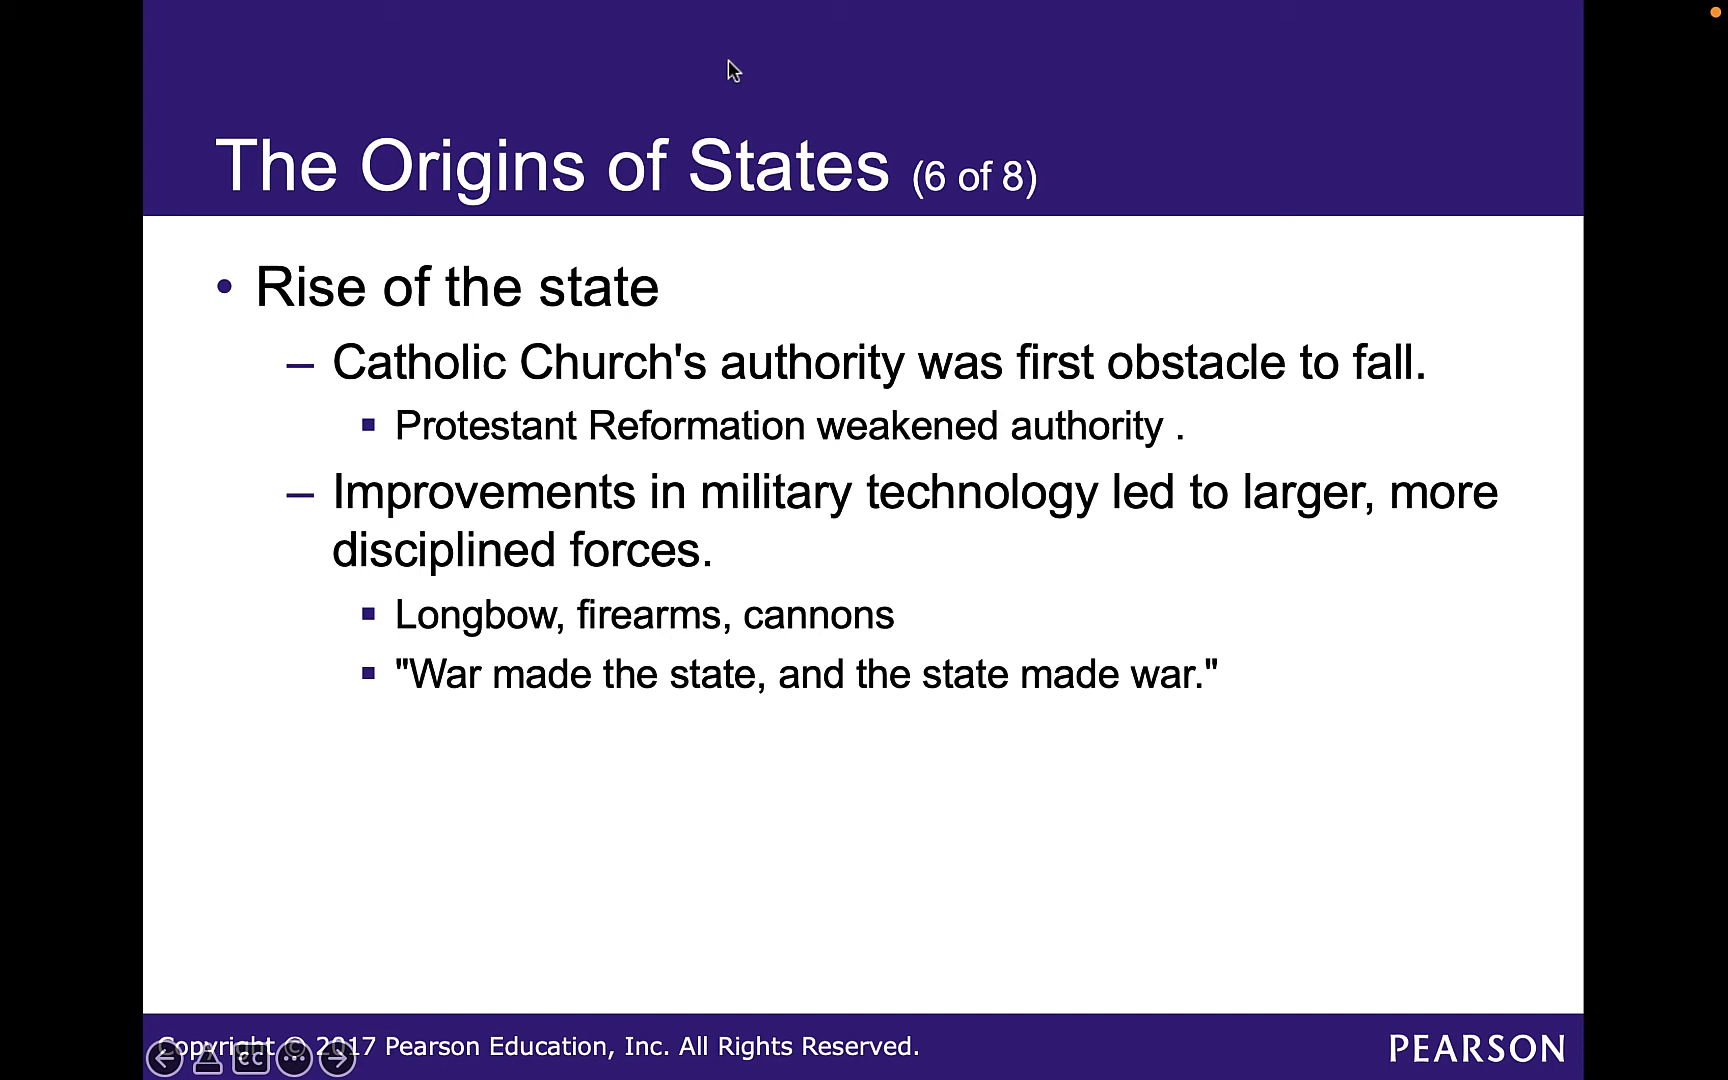 The Origins of States (6 of 8)
• Rise of the state
– Catholic Church's authority was first obstacle to fall.
▪ Protestant Reformation weakened authority .
– Improvements in military technology led to larger, more
disciplined forces.
▪ Longbow, firearms, cannons
▪ "War made the state, and the state made war."
Copyright © 2017 Pearson Education, Inc. All Rights Reserved.
CC
PEARSON